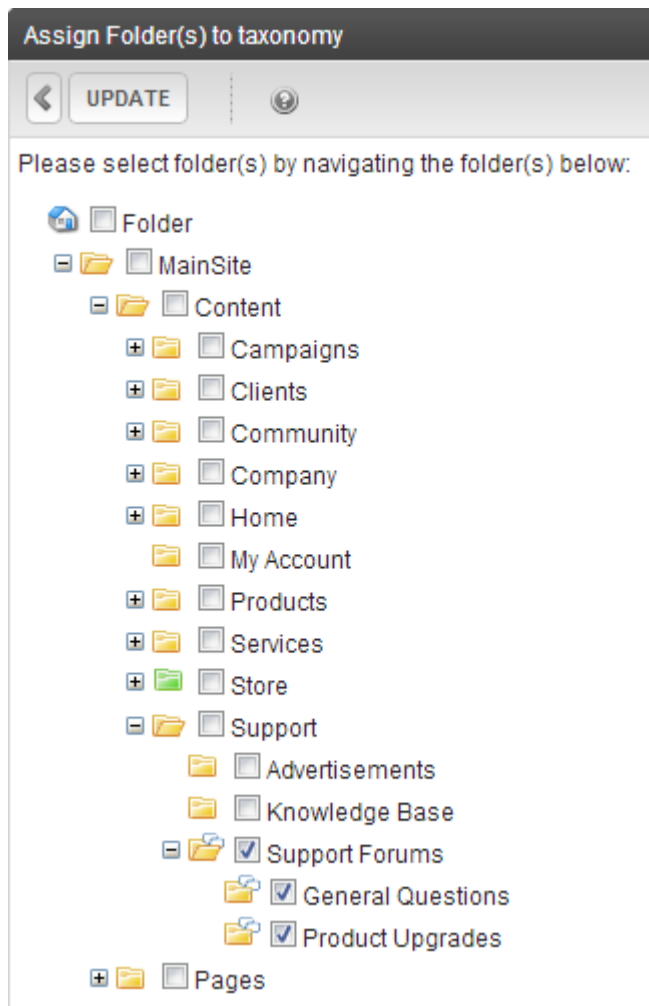 Assign Folder(s) to taxonomy
UPDATE
Please select folder(s) by navigating the folder(s) below:
Folder
MainSite
Content
Campaigns
Clients
Community
Company
Home
My Account
Products
Services
Store
Support
Advertisements
Knowledge Base
Support Forums
General Questions
Product Upgrades
Pages